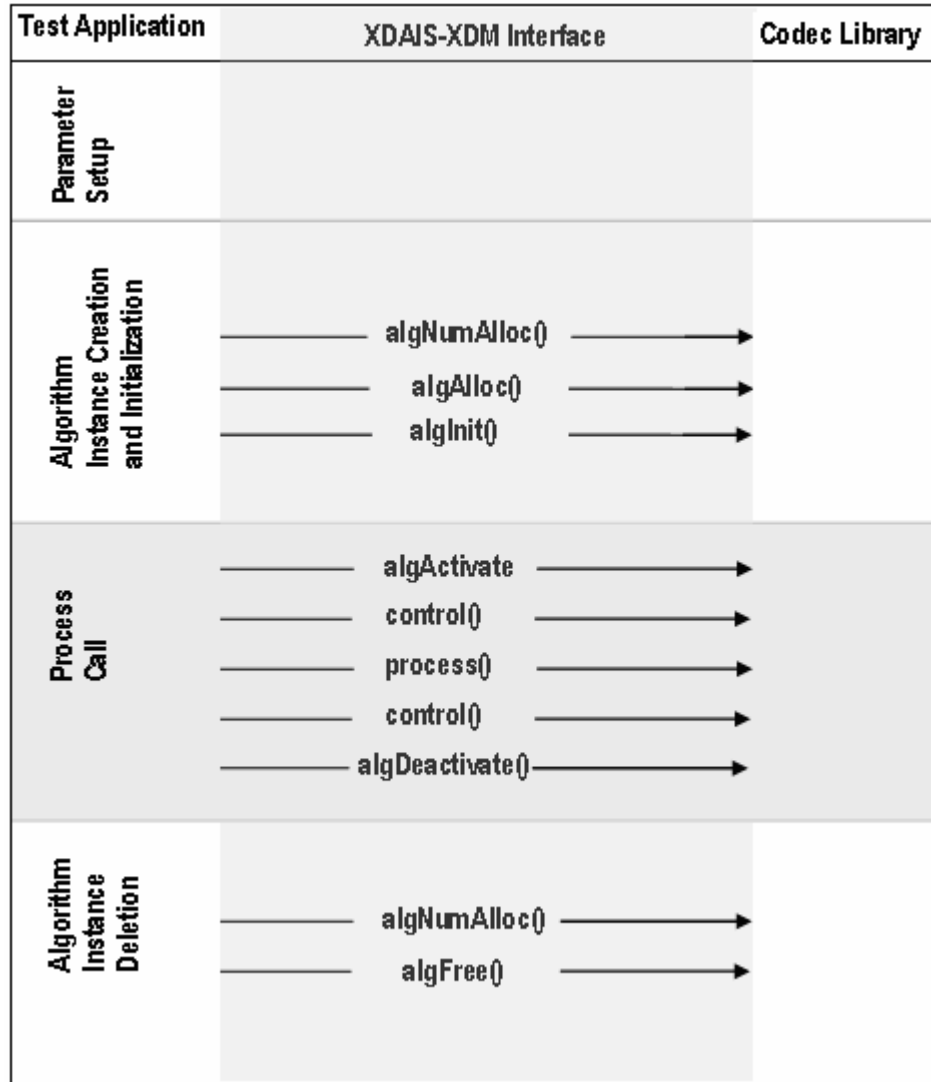 Test Application
XDAIS-XDM Interface
Codec Library
Parameter
Setup
Algorithm
Instance Creation
and Initialization
algNumAlloc()
algAlloc()
algInit()
Process
Call
algActivate
control()
process()
control()
algDeactivate()
Algorithm
Instance
Deletion
algNumAlloc()
algFree()